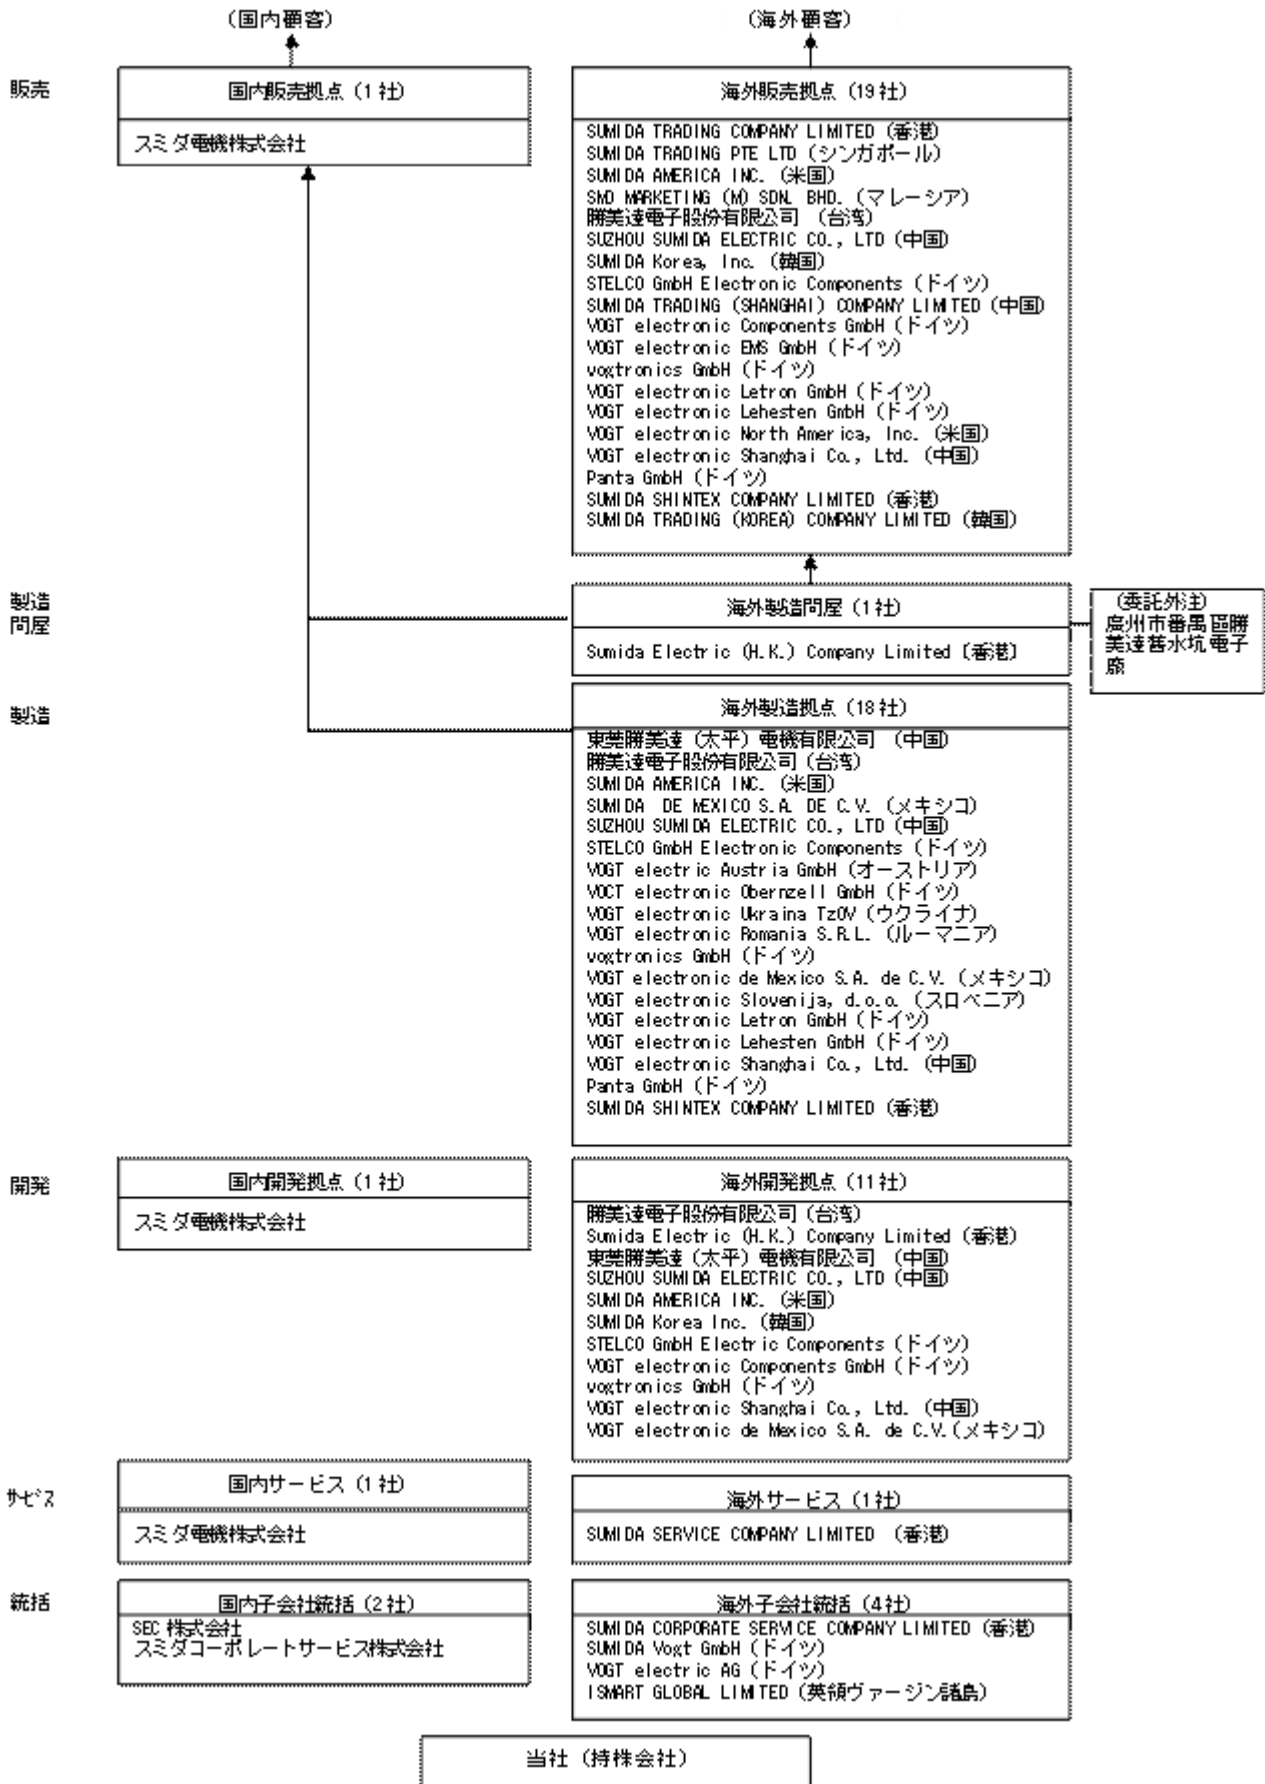 (国内顧客)
(海外顧客)
販売
国内販売拠点 (1社)
スミダ電機株式会社
海外販売拠点 (19社)
SUMIDA TRADING COMPANY LIMITED (香港)
SUMIDA TRADING PTE LTD (シンガポール)
SUMIDA AMERICA INC. (米国)
SMD MARKETING (M) SDN. BHD. (マレーシア)
勝美達電子股份有限公司 (台湾)
SUZHOU SUMIDA ELECTRIC CO., LTD (中国)
SUMIDA Korea, Inc. (韓国)
STELCO GmbH Electronic Components (ドイツ)
SUMIDA TRADING (SHANGHAI) COMPANY LIMITED (中国)
VOGT electronic Components GmbH (ドイツ)
VOGT electronic EMS GmbH (ドイツ)
vogtronics GmbH (ドイツ)
VOGT electronic Letron GmbH (ドイツ)
VOGT electronic Lehesten GmbH (ドイツ)
VOGT electronic North America, Inc. (米国)
VOGT electronic Shanghai Co., Ltd. (中国)
Panta GmbH (ドイツ)
SUMIDA SHINTEX COMPANY LIMITED (香港)
SUMIDA TRADING (KOREA) COMPANY LIMITED (韓国)
製造
問屋
海外製造問屋 (1社)
Sumida Electric (H.K.) Company Limited (香港)
(委託外注)
廣州市番禺區勝
美達舊水坑電子
廠
製造
海外製造拠点 (18社)
東莞勝美達 (太平) 電機有限公司 (中国)
勝美達電子股份有限公司 (台湾)
SUMIDA AMERICA INC. (米国)
SUMIDA DE MEXICO S.A. DE C.V. (メキシコ)
SUZHOU SUMIDA ELECTRIC CO., LTD (中国)
STELCO GmbH Electronic Components (ドイツ)
VOGT electric Austria GmbH (オーストリア)
VOCT electronic Obernzell GmbH (ドイツ)
VOGT electronic Ukraina TzOV (ウクライナ)
VOGT electronic Romania S.R.L. (ルーマニア)
vogtronics GmbH (ドイツ)
VOGT electronic de Mexico S.A. de C.V. (メキシコ)
VOGT electronic Slovenija, d.o.o. (スロベニア)
VOGT electronic Letron GmbH (ドイツ)
VOGT electronic Lehesten GmbH (ドイツ)
VOGT electronic Shanghai Co., Ltd. (中国)
Panta GmbH (ドイツ)
SUMIDA SHINTEX COMPANY LIMITED (香港)
開発
国内開発拠点 (1社)
スミダ電機株式会社
海外開発拠点 (11社)
勝美達電子股份有限公司 (台湾)
Sumida Electric (H.K.) Company Limited (香港)
東莞勝美達 (太平) 電機有限公司 (中国)
SUZHOU SUMIDA ELECTRIC CO., LTD (中国)
SUMIDA AMERICA INC. (米国)
SUMIDA Korea Inc. (韓国)
STELCO GmbH Electric Components (ドイツ)
VOGT electronic Components GmbH (ドイツ)
vogtronics GmbH (ドイツ)
VOGT electronic Shanghai Co., Ltd. (中国)
VOGT electronic de Mexico S.A. de C.V.(メキシコ)
サービス
国内サービス (1社)
スミダ電機株式会社
海外サービス (1社)
SUMIDA SERVICE COMPANY LIMITED (香港)
統括
国内子会社統括 (2社)
SEC 株式会社
スミダコーポレートサービス株式会社
海外子会社統括 (4社)
SUMIDA CORPORATE SERVICE COMPANY LIMITED (香港)
SUMIDA Vogt GmbH (ドイツ)
VOGT electric AG (ドイツ)
ISMART GLOBAL LIMITED (英領ヴァージン諸島)
当社 (持株会社)